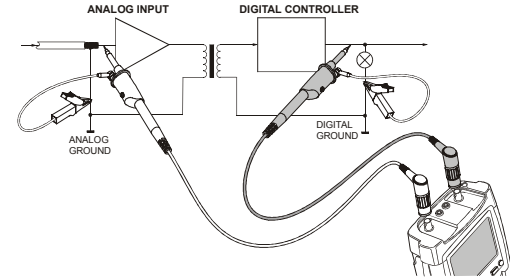 ANALOG INPUT
DIGITAL CONTROLLER
ANALOG
GROUND
DIGITAL
GROUND